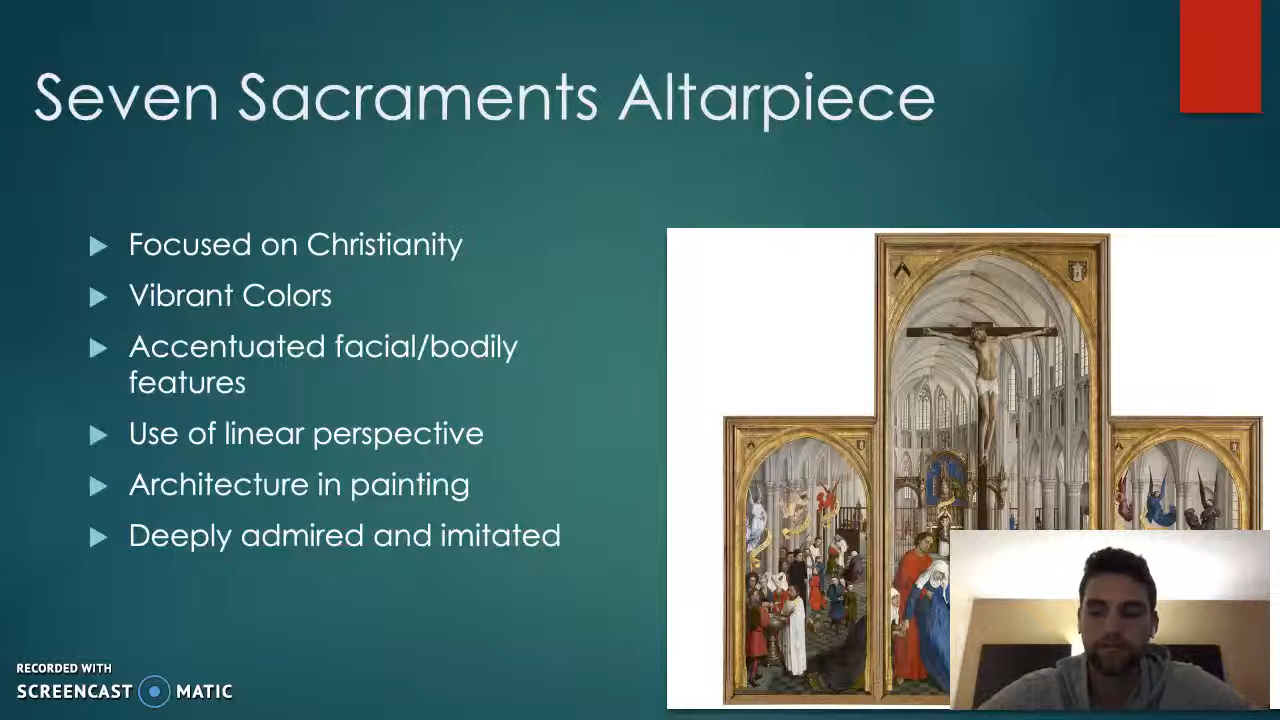 Seven Sacraments Altarpiece
Focused on Christianity
Vibrant Colors
Accentuated facial/bodily
features
Use of linear perspective
Architecture in painting
Deeply admired and imitated
RECORDED WITH
SCREENCAST MATIC